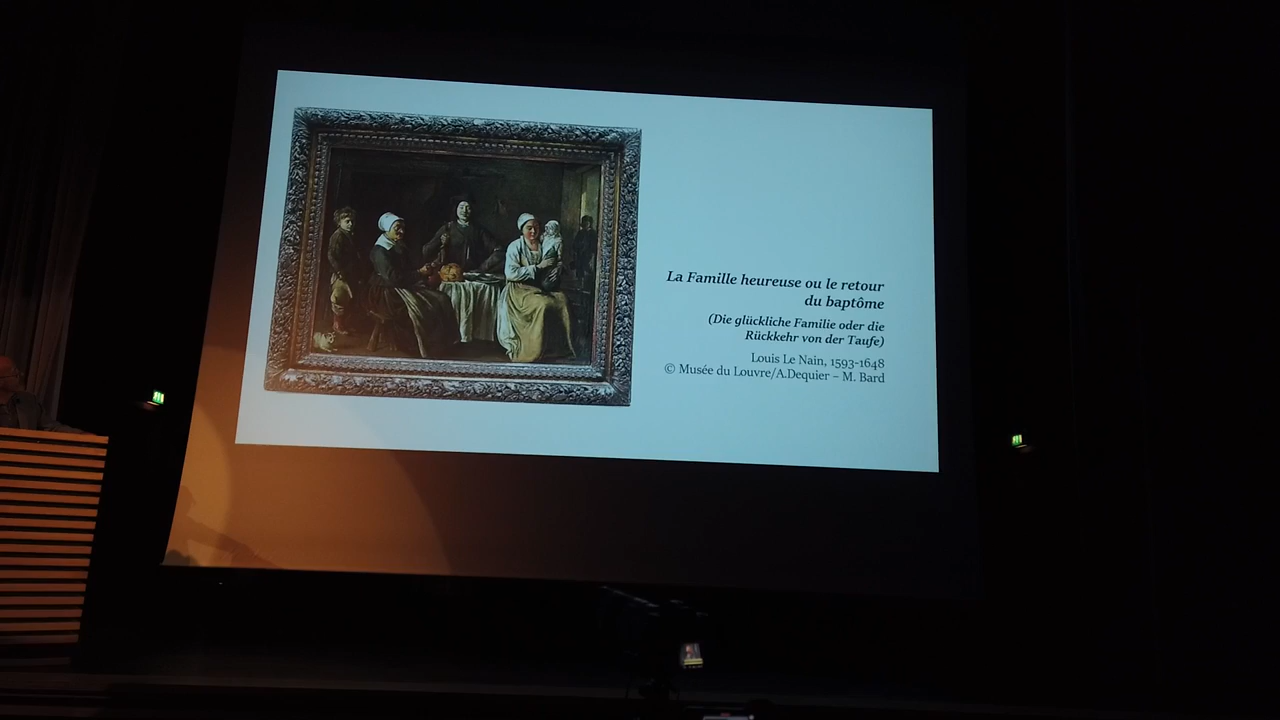 La Famille heureuse ou le retour
du baptôme
(Die glückliche Familie oder die
Rückkehr von der Taufe)
Louis Le Nain, 1593-1648
© Musée du Louvre/A.Dequier – M. Bard